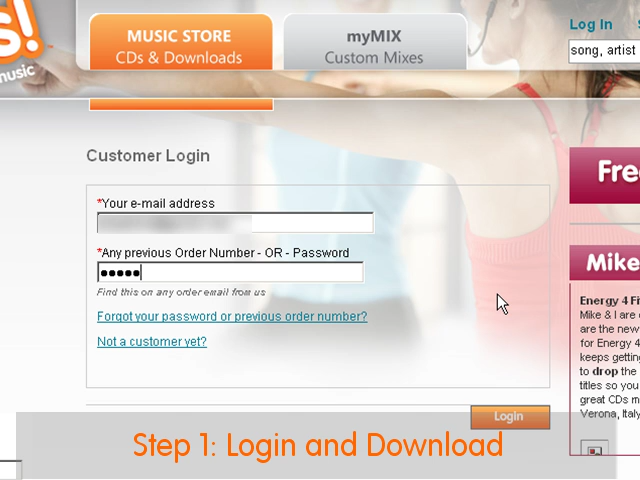 s!
music
MUSIC STORE
CDs & Downloads
myMIX
Custom Mixes
Log In
song, artist
Customer Login
*Your e-mail address
*Any previous Order Number - OR - Password
Find this on any order email from us
Forgot your password or previous order number?
Not a customer yet?
Login
Fre
Mike
Energy 4 Fi
Mike & I are
are the new
for Energy 4
keeps getting
to drop the
titles so you
great CDs m
Verona, Italy
Step 1: Login and Download